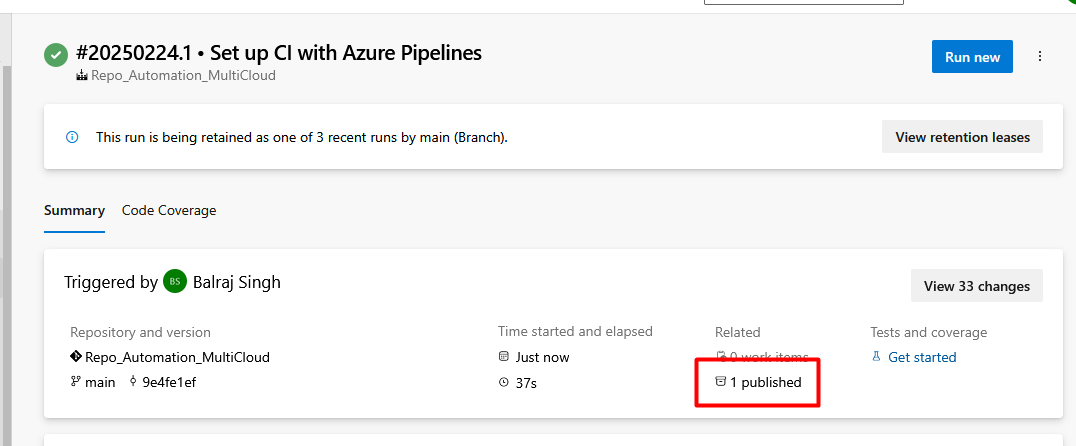 #20250224.1 • Set up CI with Azure Pipelines
Repo_Automation_MultiCloud
Run new
This run is being retained as one of 3 recent runs by main (Branch).
View retention leases
Summary
Code Coverage
Triggered by BS Balraj Singh
View 33 changes
Repository and version
Repo_Automation_MultiCloud
main 9e4fe1ef
Time started and elapsed
Just now
37s
Related
0 work items
1 published
Tests and coverage
Get started